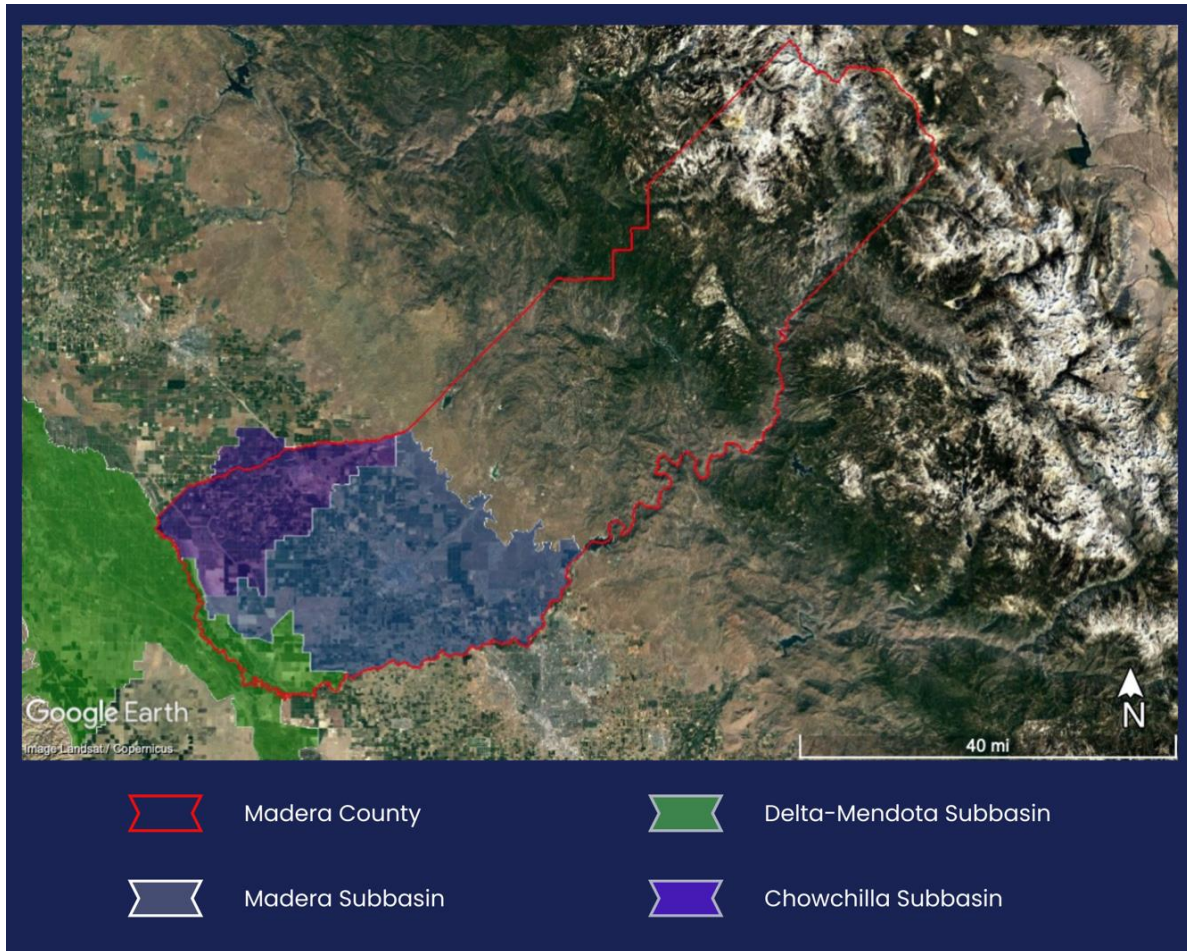 N
Google Earth
Image Landsat / Copernicus
40 mi
Madera County
Delta-Mendota Subbasin
Madera Subbasin
Chowchilla Subbasin